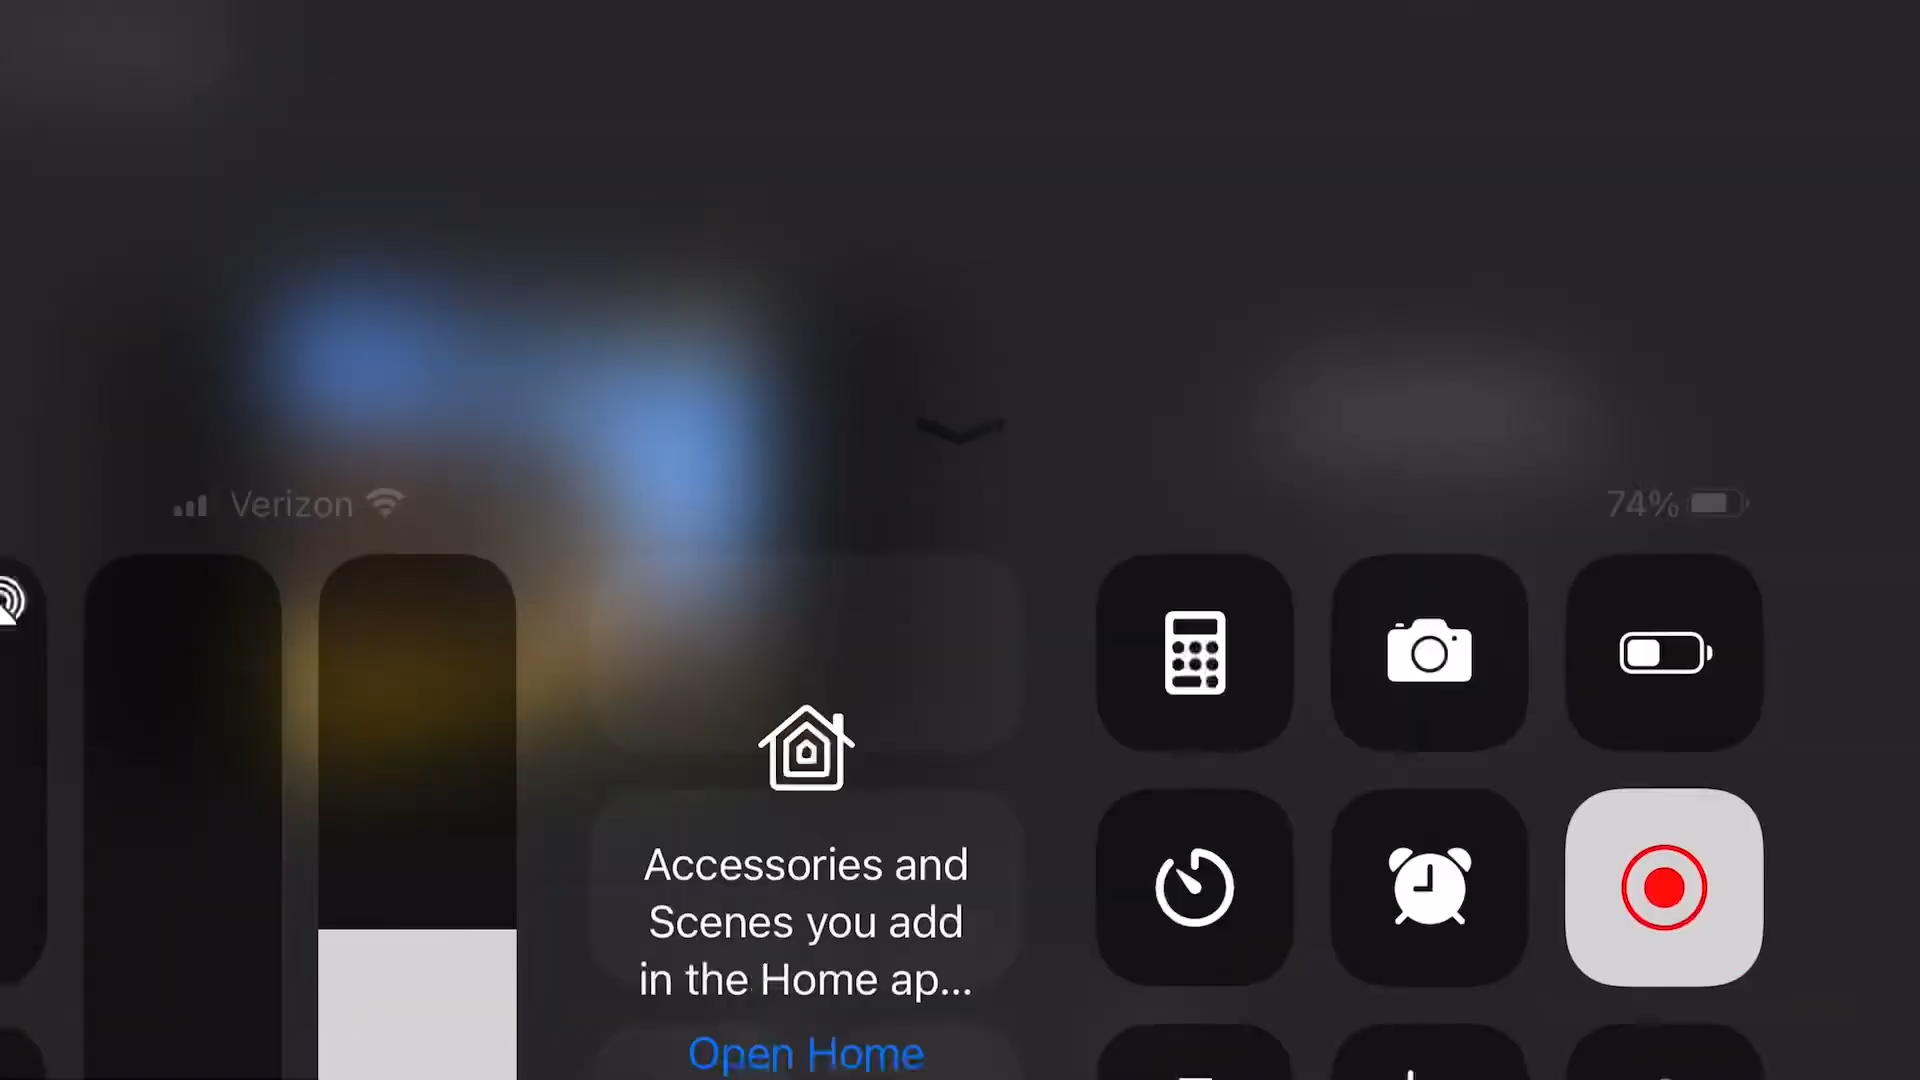 Verizon
74%
Accessories and
Scenes you add
in the Home ap...
Open Home